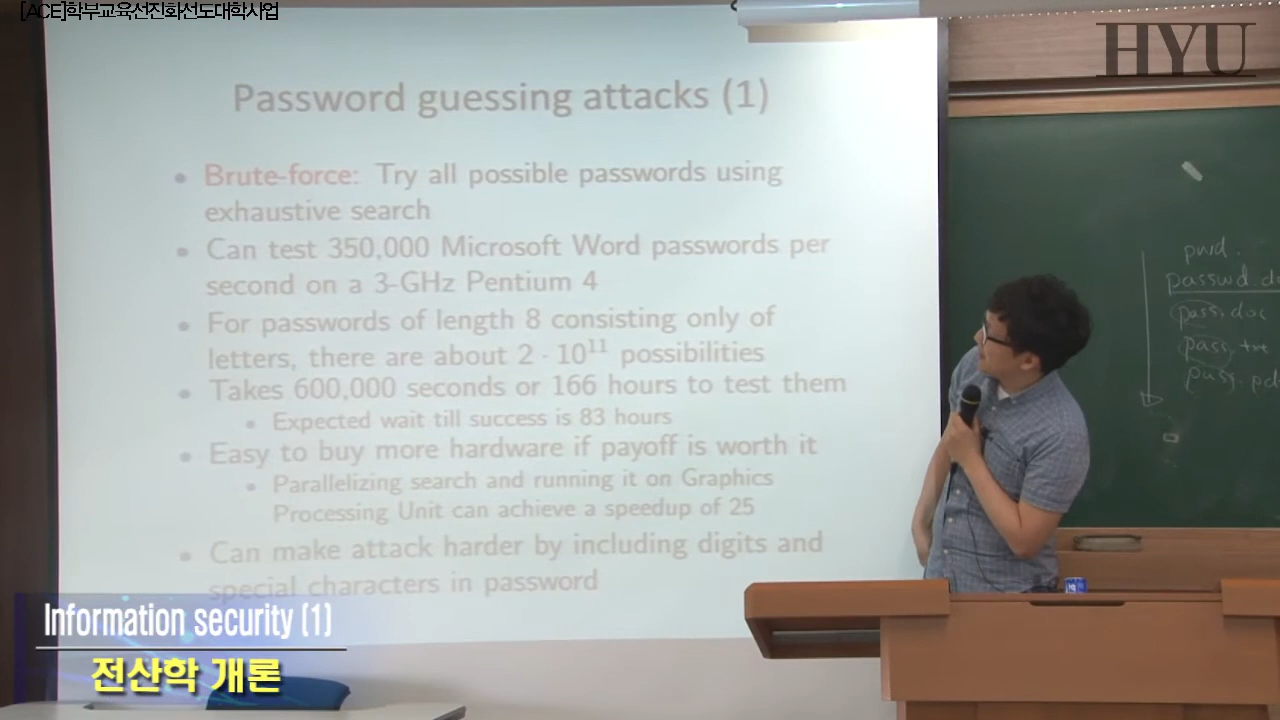 [ACE]학부교육선진화선도대학사업
HYU
Password guessing attacks (1)
• Brute-force: Try all possible passwords using
exhaustive search
• Can test 350,000 Microsoft Word passwords per
second on a 3-GHz Pentium 4
• For passwords of length 8 consisting only of
letters, there are about 2 · 10¹¹ possibilities
• Takes 600,000 seconds or 166 hours to test them
• Expected wait till success is 83 hours
• Easy to buy more hardware if payoff is worth it
• Parallelizing search and running it on Graphics
Processing Unit can achieve a speedup of 25
• Can make attack harder by including digits and
special characters in password
pwd.
passwd.do
pass.doc
pass.txt
pass.pd
Information security (1)
전산학 개론